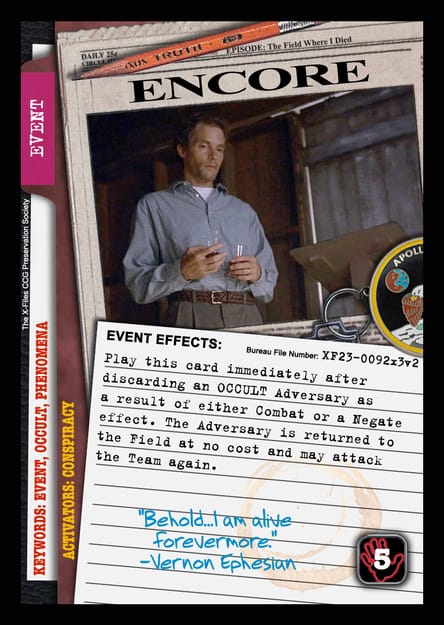 DAILY 25¢
TRUTH
EPISODE: The Field Where I Died
ENCORE
EVENT
The X-Files CCG Preservation Society
APOLLO
EVENT EFFECTS:
Bureau File Number: XF23-0092x3v2
Play this card immediately after
discarding an OCCULT Adversary as
a result of either Combat or a Negate
effect. The Adversary is returned to
the Field at no cost and may attack
the Team again.
KEYWORDS: EVENT, OCCULT, PHENOMENA
ACTIVATORS: CONSPIRACY
"Behold...I am alive
forevermore."
-Vernon Ephesian
5